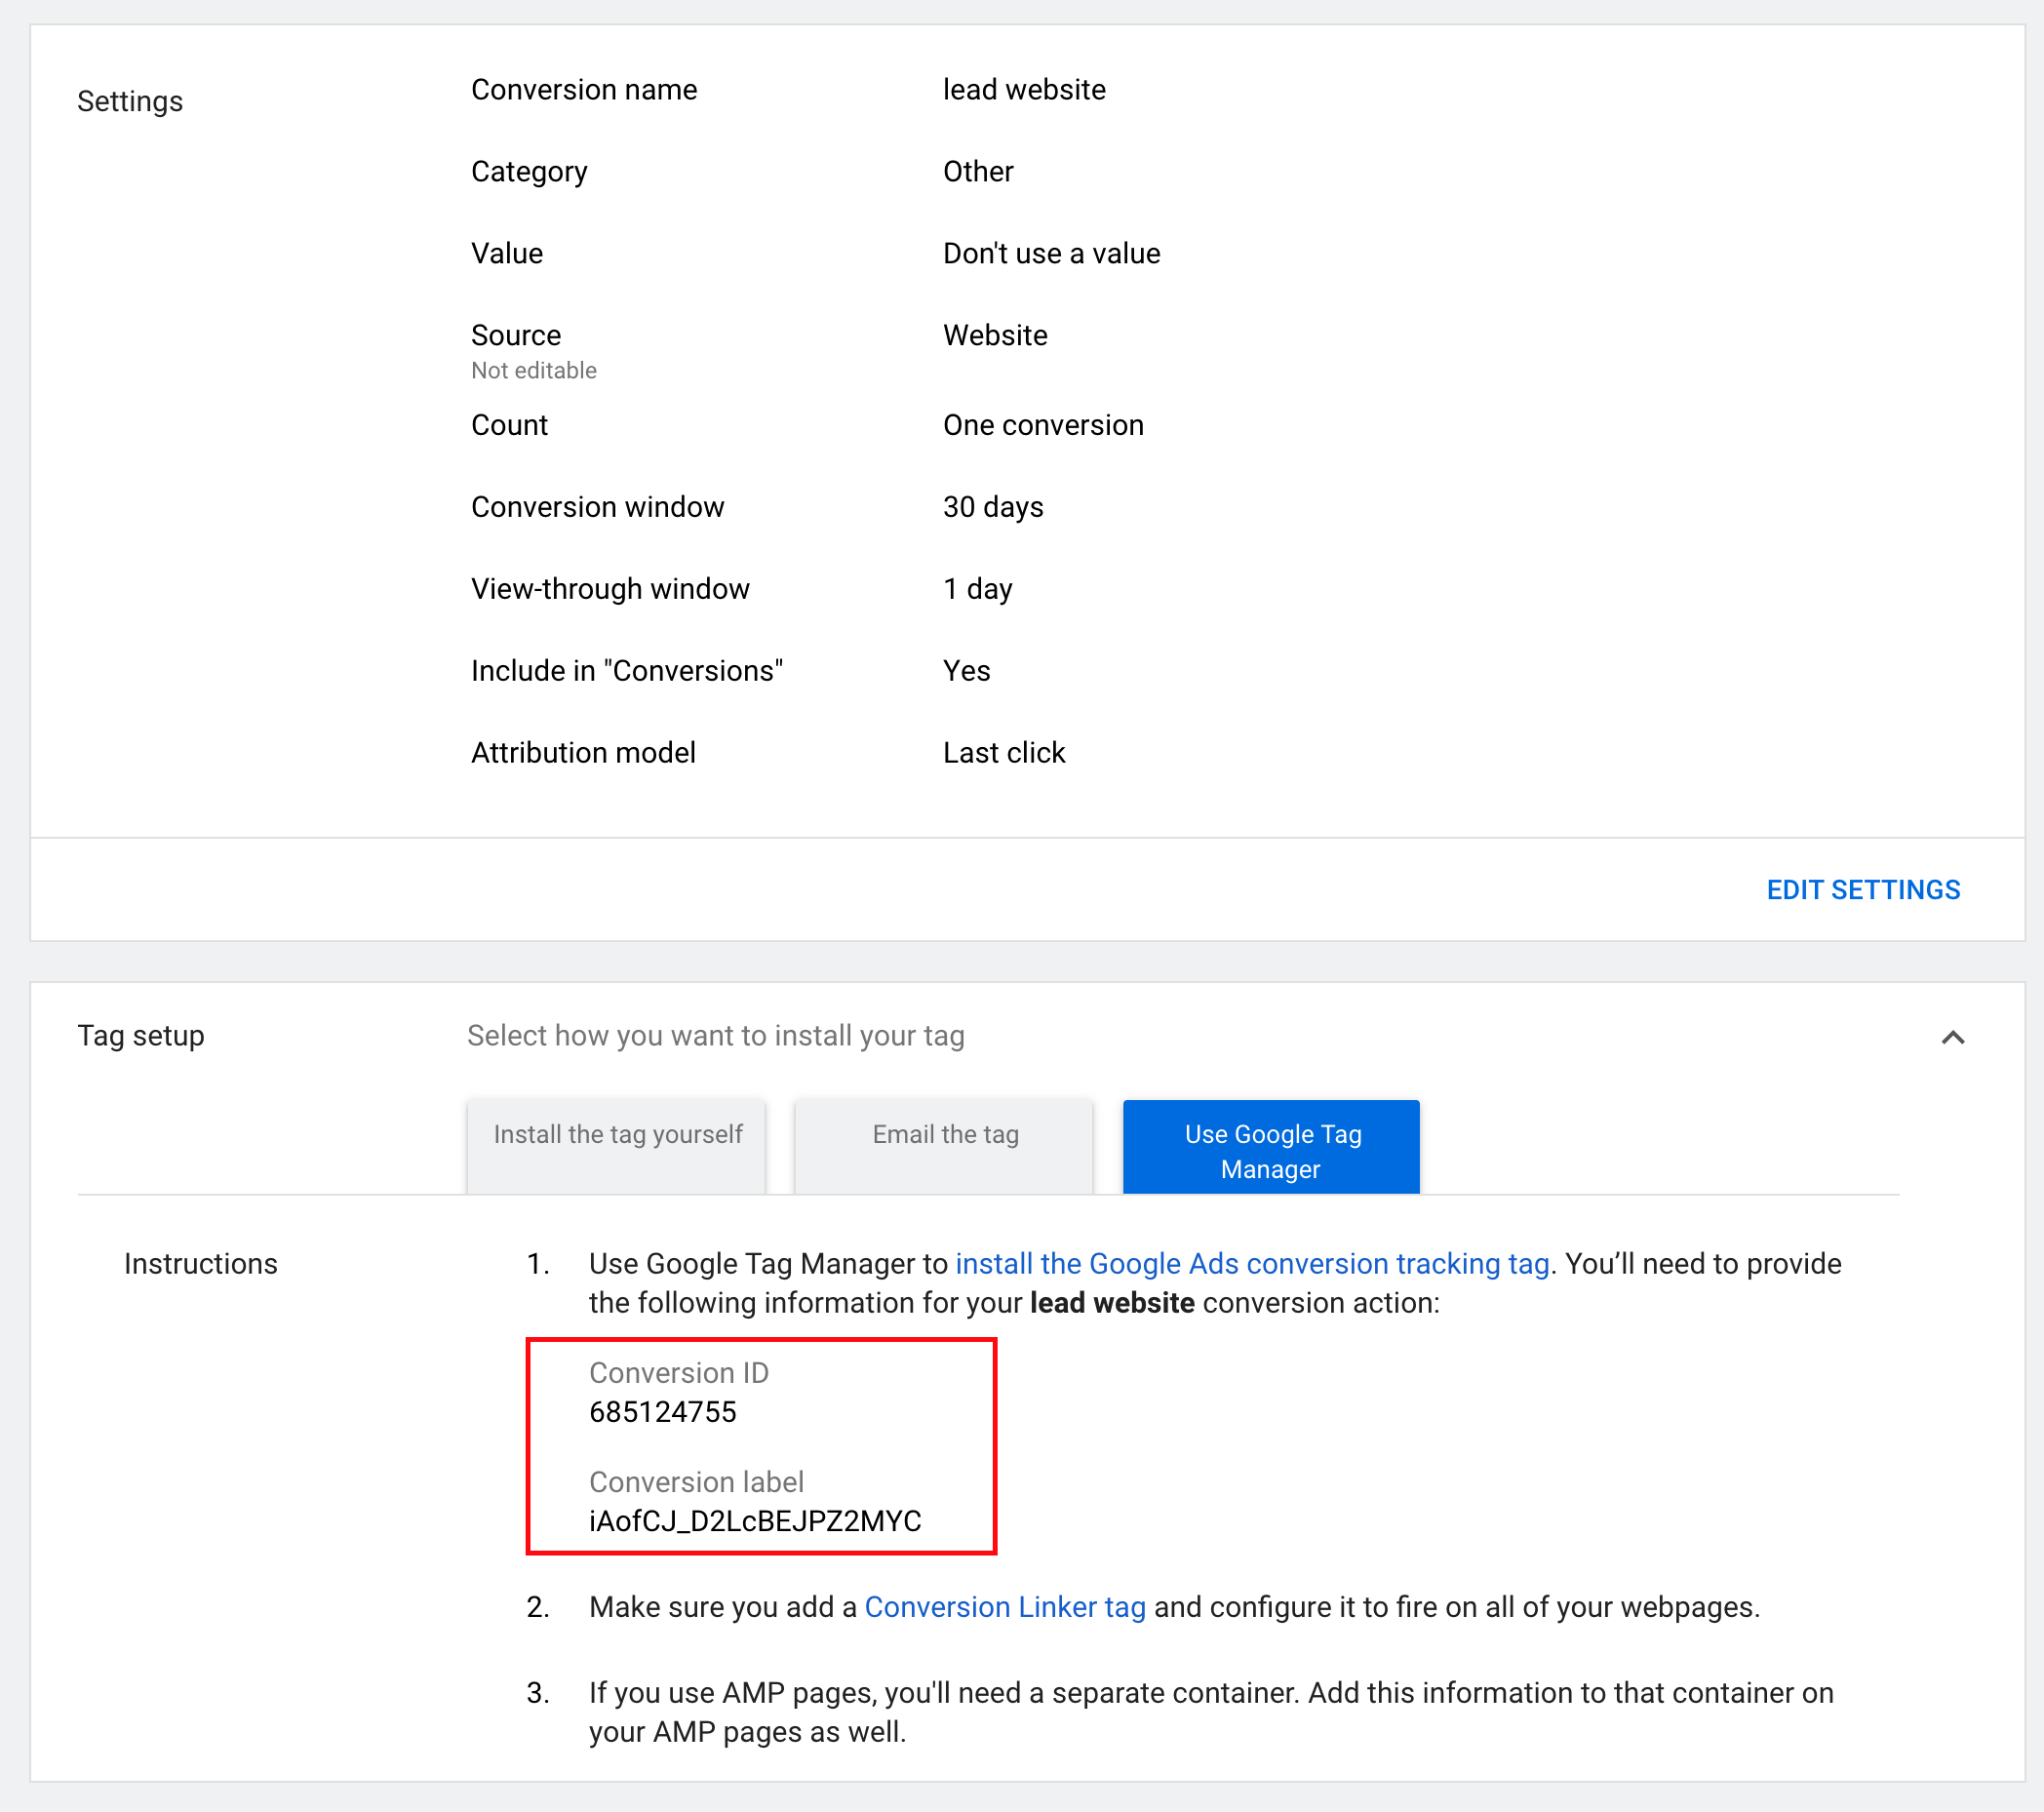 Settings
Conversion name lead website
Category Other
Value Don't use a value
Source Website
Not editable
Count One conversion
Conversion window 30 days
View-through window 1 day
Include in "Conversions" Yes
Attribution model Last click
EDIT SETTINGS
Tag setup Select how you want to install your tag
Install the tag yourself
Email the tag
Use Google Tag
Manager
Instructions
1. Use Google Tag Manager to install the Google Ads conversion tracking tag. You’ll need to provide
the following information for your lead website conversion action:
Conversion ID
685124755
Conversion label
iAofCJ_D2LcBEJPZ2MYC
2. Make sure you add a Conversion Linker tag and configure it to fire on all of your webpages.
3. If you use AMP pages, you'll need a separate container. Add this information to that container on
your AMP pages as well.